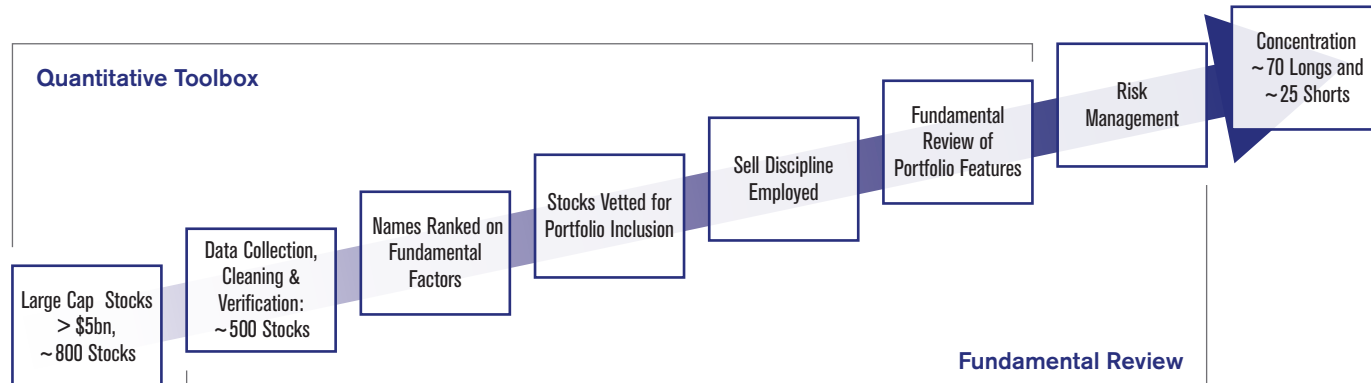 Quantitative Toolbox
Large Cap Stocks
> $5bn,
~800 Stocks
Data Collection,
Cleaning &
Verification:
~500 Stocks
Names Ranked on
Fundamental
Factors
Stocks Vetted for
Portfolio Inclusion
Sell Discipline
Employed
Fundamental
Review of
Portfolio Features
Risk
Management
Concentration
~70 Longs and
~25 Shorts
Fundamental Review